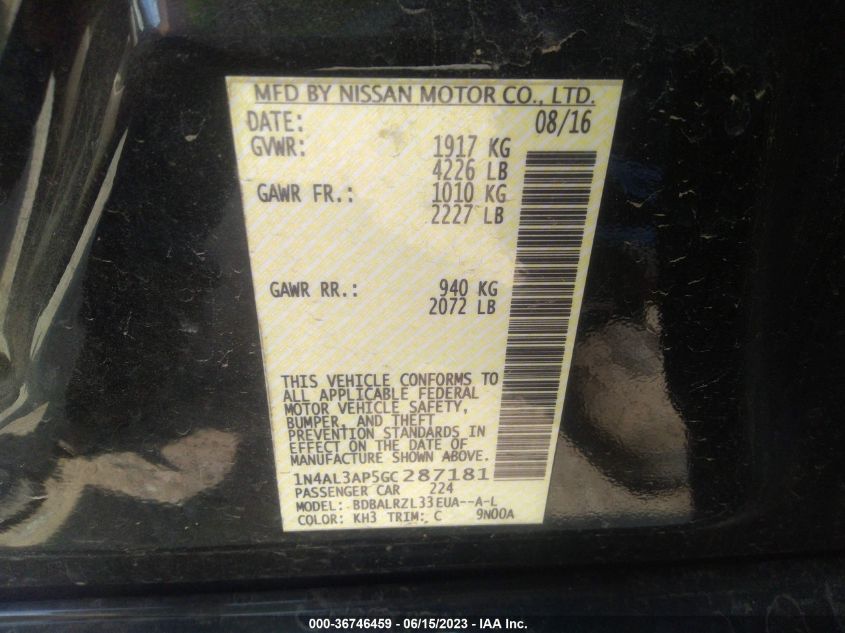 MFD BY NISSAN MOTOR CO., LTD.
DATE: 08/16
GVWR: 1917 KG
4226 LB
GAWR FR.: 1010 KG
2227 LB
GAWR RR.: 940 KG
2072 LB
THIS VEHICLE CONFORMS TO
ALL APPLICABLE FEDERAL
MOTOR VEHICLE SAFETY,
BUMPER, AND THEFT
PREVENTION STANDARDS IN
EFFECT ON THE DATE OF
MANUFACTURE SHOWN ABOVE.
1N4AL3AP5GC287181
PASSENGER CAR 224
MODEL: BDBALRZL33EUA--A-L
COLOR: KH3 TRIM: C 9N00A
000-36746459 - 06/15/2023 - IAA Inc.